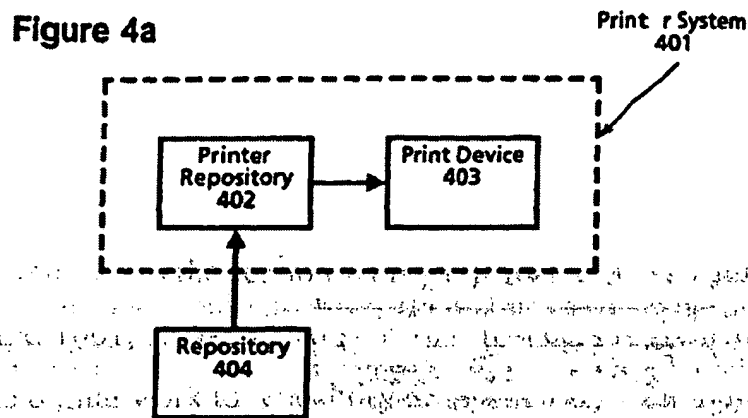 Figure 4a
Print r System
401
Printer
Repository
402
Print Device
403
Repository
404